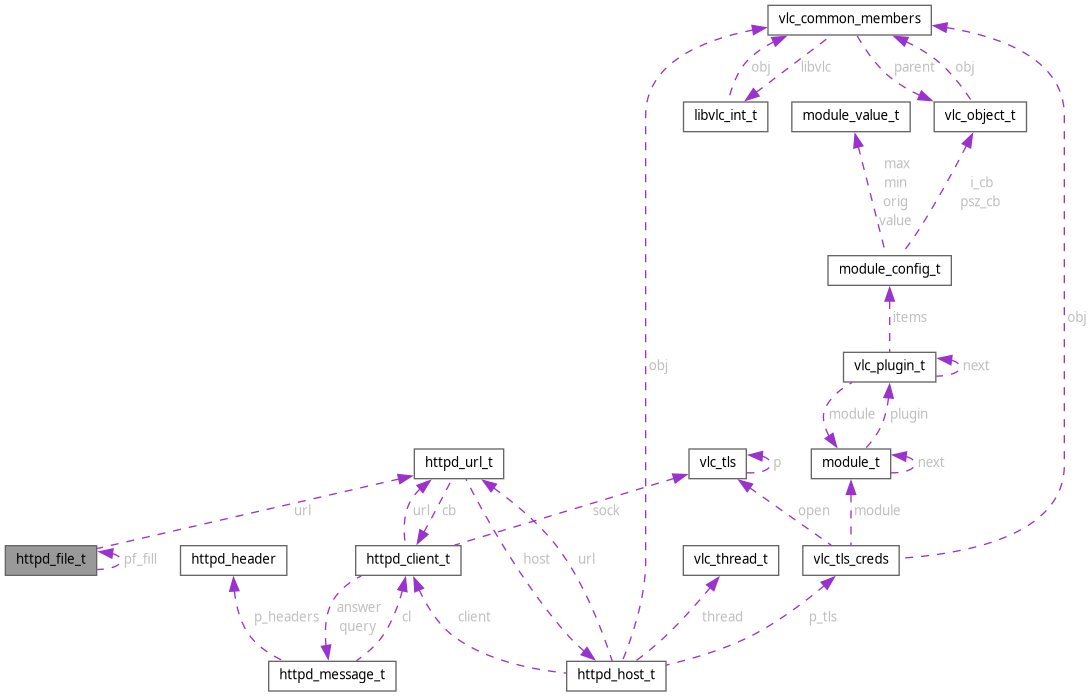 vlc_common_members
obj
libvlc
parent
obj
libvlc_int_t
module_value_t
vlc_object_t
max
min
orig
value
i_cb
psz_cb
module_config_t
items
obj
vlc_plugin_t
next
obj
module
plugin
httpd_url_t
vlc_tls
p
module_t
next
url
url
cb
sock
open
module
httpd_file_t
pf_fill
httpd_header
httpd_client_t
host
url
vlc_thread_t
vlc_tls_creds
p_headers
answer
query
cl
client
thread
p_tls
httpd_message_t
httpd_host_t